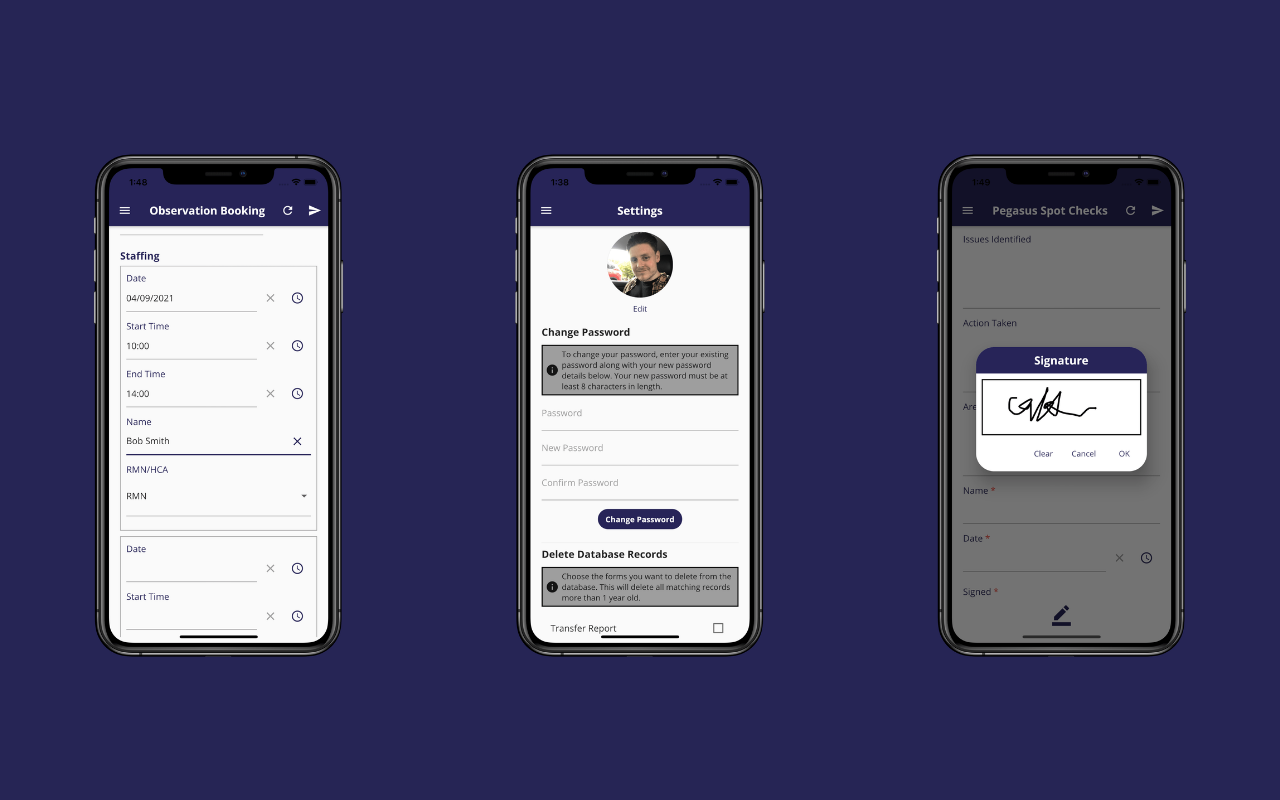 1:48
Observation Booking
Staffing
Date
04/09/2021
Start Time
10:00
End Time
14:00
Name
Bob Smith
RMN/HCA
RMN
Date
Start Time
1:38
Settings
Edit
Change Password
To change your password, enter your existing
password along with your new password
details below. Your new password must be at
least 8 characters in length.
Password
New Password
Confirm Password
Change Password
Delete Database Records
Choose the forms you want to delete from the
database. This will delete all matching records
more than 1 year old.
Transfer Report
1:49
Pegasus Spot Checks
Issues Identified
Action Taken
Signature
Clear Cancel OK
Name *
Date *
Signed *